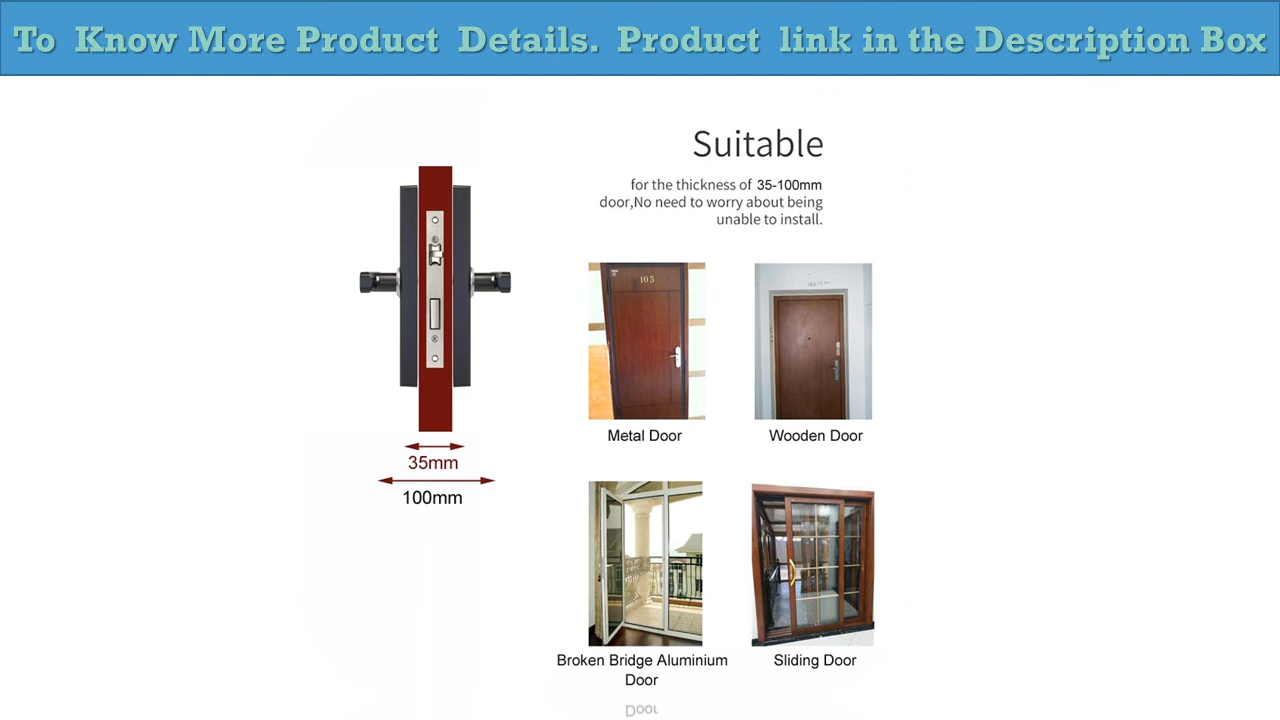 To Know More Product Details. Product link in the Description Box
Suitable
for the thickness of 35-100mm
door,No need to worry about being
unable to install.
105
Metal Door
Wooden Door
35mm
100mm
Broken Bridge Aluminium
Door
Sliding Door